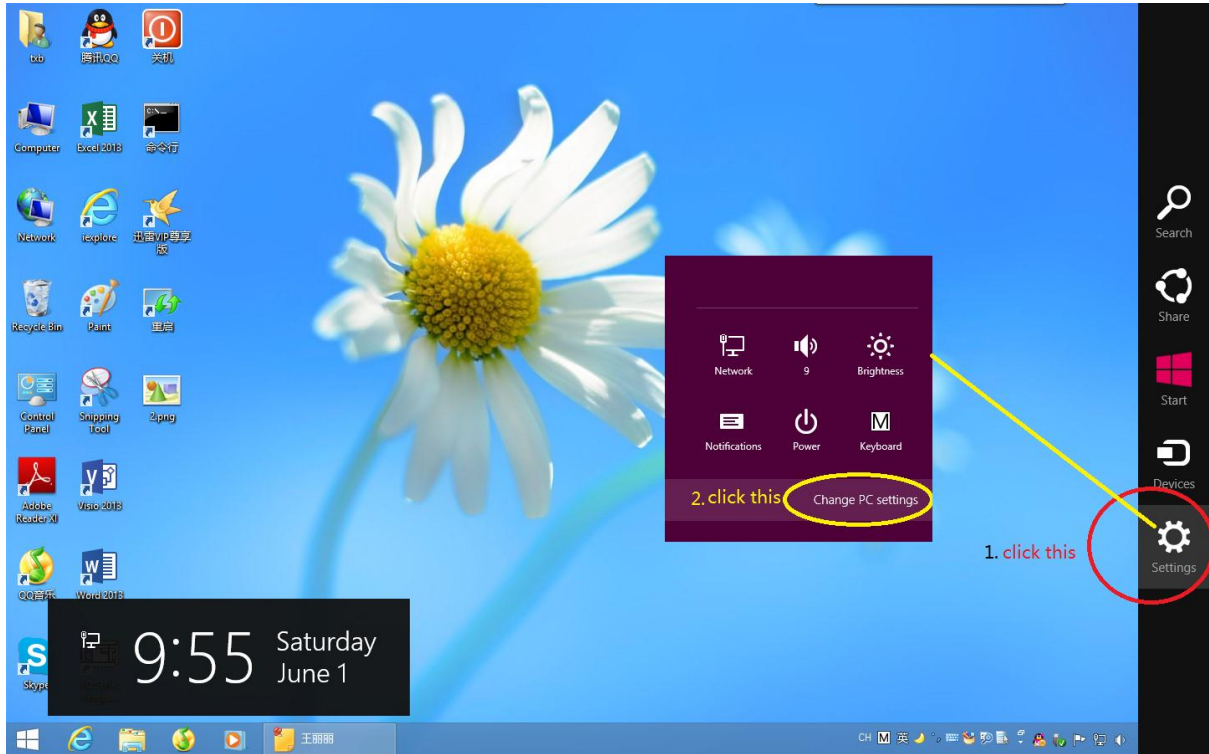 txb
腾讯QQ
关机
Computer
Excel 2013
命令行
Network
iexplore
迅雷VIP尊享
版
Recycle Bin
Paint
重启
Control
Panel
Snipping
Tool
2.png
Adobe
Reader XI
Visio 2013
QQ音乐
Word 2013
Skype
9:55
Saturday
June 1
Network
9
Brightness
Notifications
Power
M
Keyboard
2. click this
Change PC settings
1. click this
Search
Share
Start
Devices
Settings
王丽丽
CH M 英